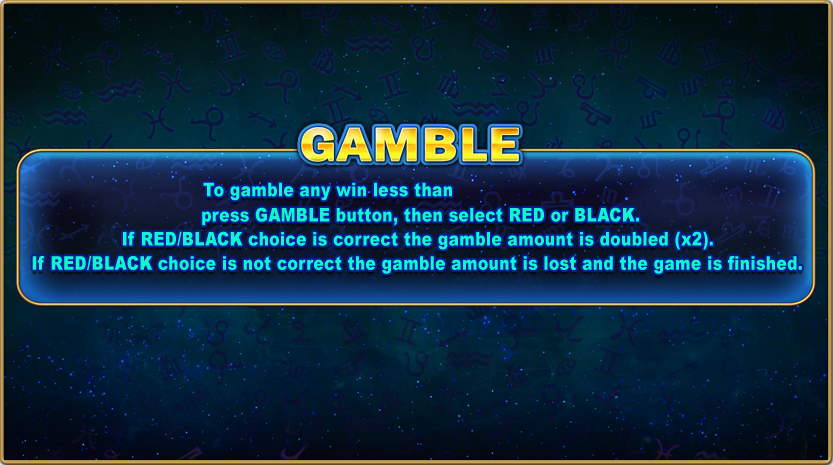 GAMBLE
To gamble any win less than
press GAMBLE button, then select RED or BLACK.
If RED/BLACK choice is correct the gamble amount is doubled (x2).
If RED/BLACK choice is not correct the gamble amount is lost and the game is finished.